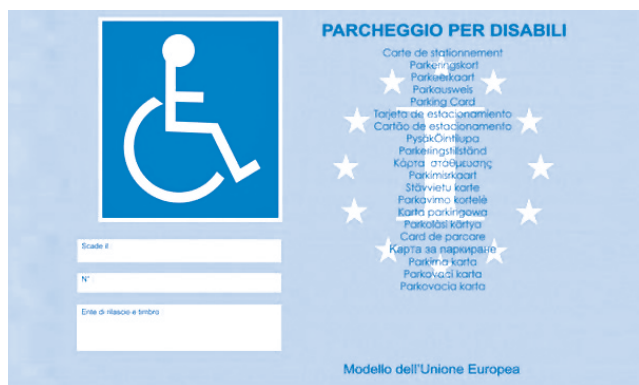 PARCHEGGIO PER DISABILI
Carte de stationnement
Parkeringskort
Parkeerkaart
Parkausweis
Parking Card
Tarjeta de estacionamiento
Cartão de estacionamento
PysäkÖintilupa
Parkeringstillstånd
Κάρτα στάθμευσης
Parkimiskaart
Stāvvietu karte
Parkavimo kortelė
Karta parkingowa
Parkolási kártya
Card de parcare
Карта за паркиране
Parkirna karta
Parkovací karta
Parkovacia karta
Scade il
N°
Ente di rilascio e timbro
I
Modello dell'Unione Europea